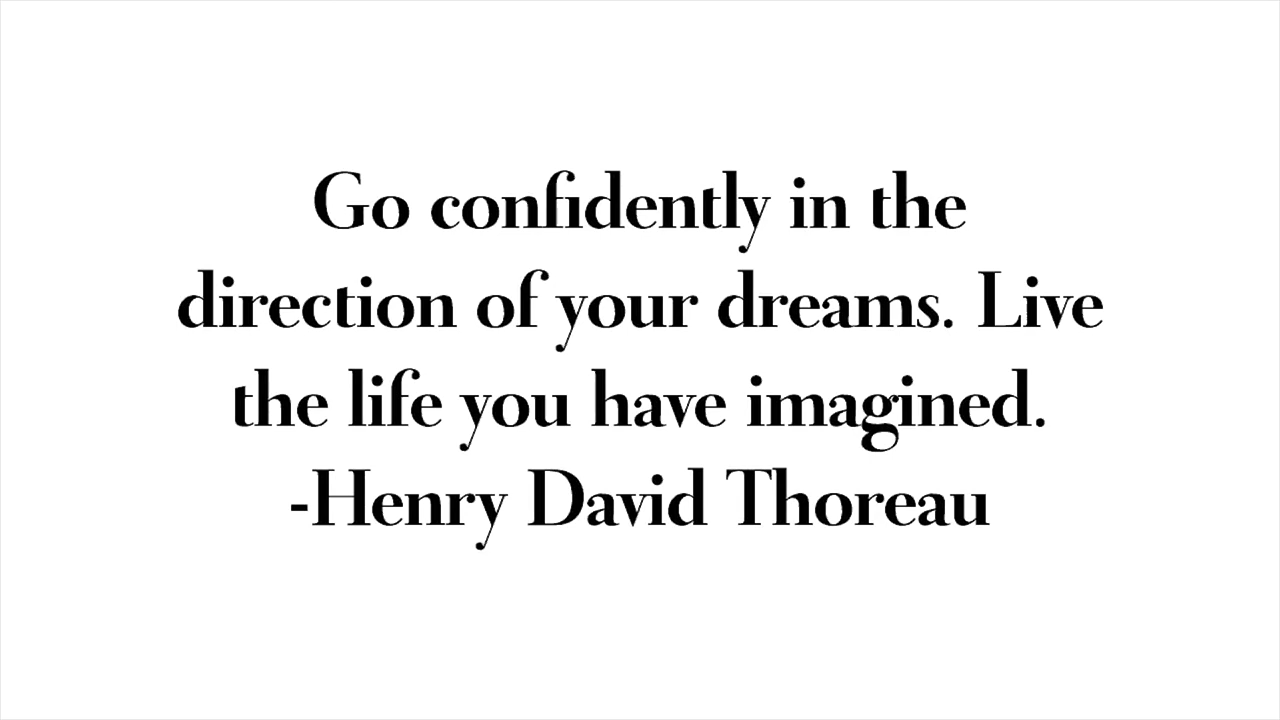 Go confidently in the
direction of your dreams. Live
the life you have imagined.
-Henry David Thoreau